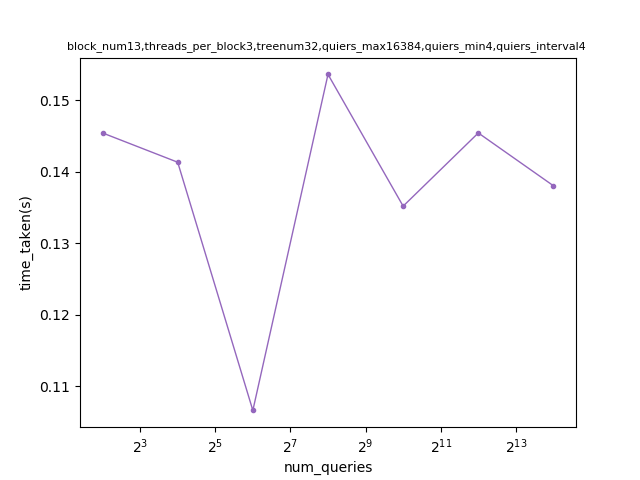 block_num13,threads_per_block3,treenum32,quiers_max16384,quiers_min4,quiers_interval4
0.15
0.14
0.13
0.12
0.11
time_taken(s)
2^3 2^5 2^7 2^9 2^11 2^13
num_queries